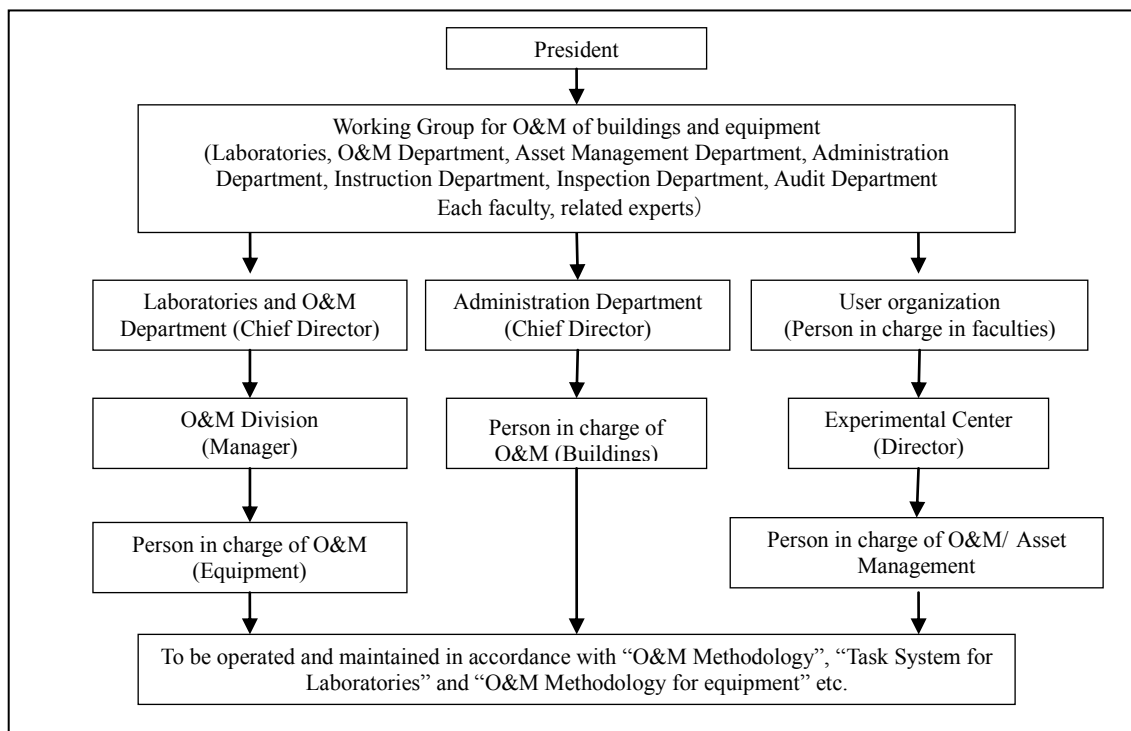 President
Working Group for O&M of buildings and equipment
(Laboratories, O&M Department, Asset Management Department, Administration
Department, Instruction Department, Inspection Department, Audit Department
Each faculty, related experts）
Laboratories and O&M
Department (Chief Director)
Administration Department
(Chief Director)
User organization
(Person in charge in faculties)
O&M Division
(Manager)
Person in charge of
O&M (Buildings)
Experimental Center
(Director)
Person in charge of O&M
(Equipment)
Person in charge of O&M/ Asset
Management
To be operated and maintained in accordance with “O&M Methodology”, “Task System for
Laboratories” and “O&M Methodology for equipment” etc.